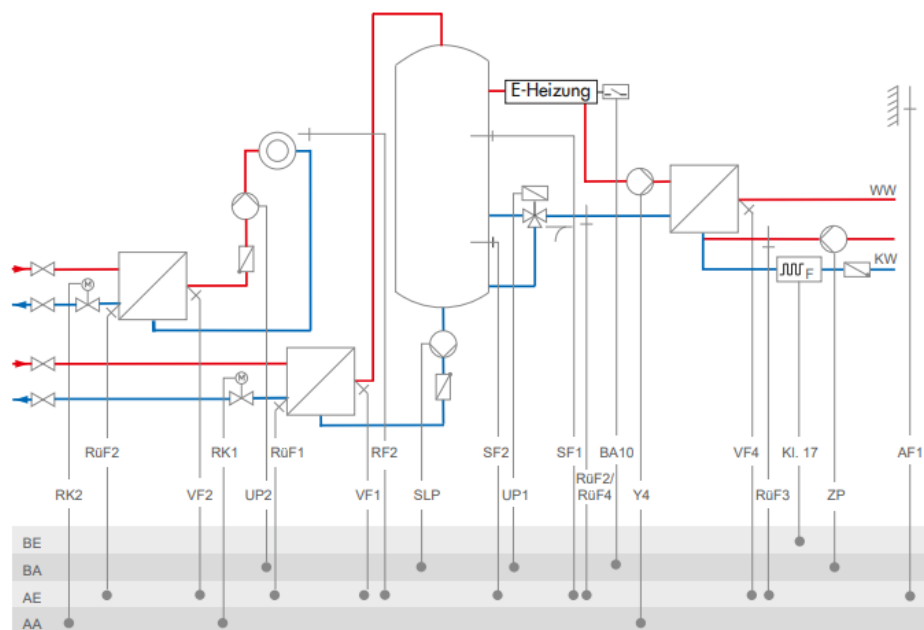 E-Heizung
WW
KW
M
F
M
RüF2
RK1
RüF1
RF2
SF2
SF1
BA10
VF4
Kl. 17
AF1
RüF2/
RüF4
RK2
VF2
UP2
VF1
SLP
UP1
Y4
RüF3
ZP
BE
BA
AE
AA